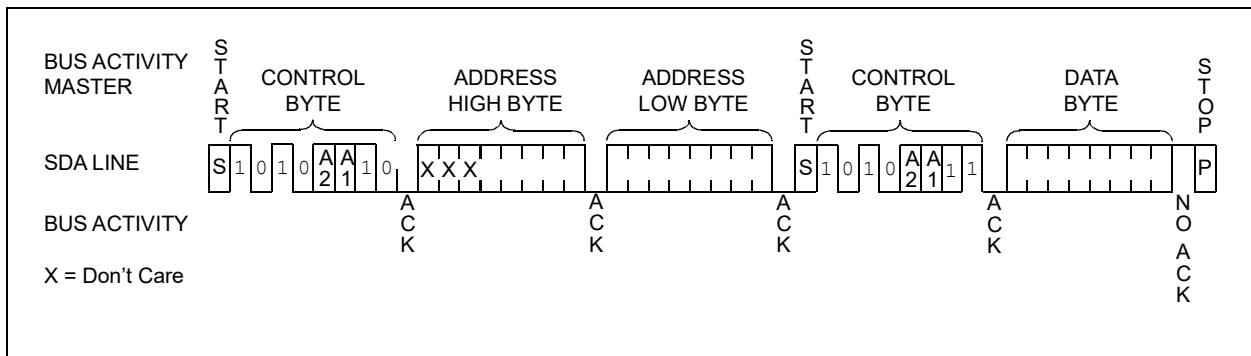 BUS ACTIVITY
MASTER
START
CONTROL
BYTE
ADDRESS
HIGH BYTE
ADDRESS
LOW BYTE
START
CONTROL
BYTE
DATA
BYTE
STOP
SDA LINE
S 1 0 1 0 A2 A1 1 0
X X X
S 1 0 1 0 A2 A1 1 1
P
BUS ACTIVITY
ACK
ACK
ACK
ACK
NO ACK
X = Don't Care